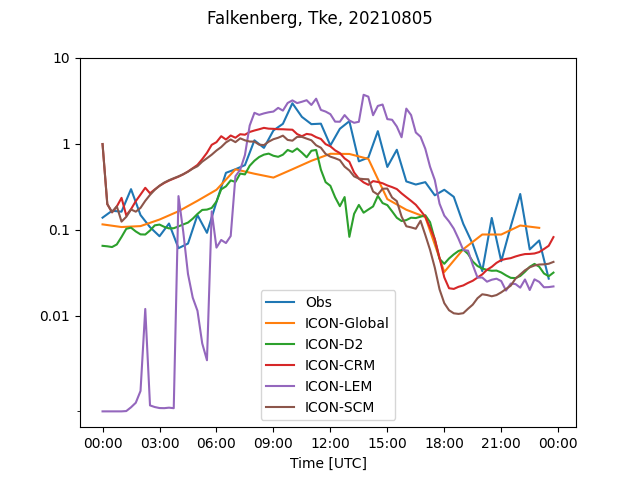 Falkenberg, Tke, 20210805
10
1
0.1
0.01
Obs
ICON-Global
ICON-D2
ICON-CRM
ICON-LEM
ICON-SCM
00:00 03:00 06:00 09:00 12:00 15:00 18:00 21:00 00:00
Time [UTC]